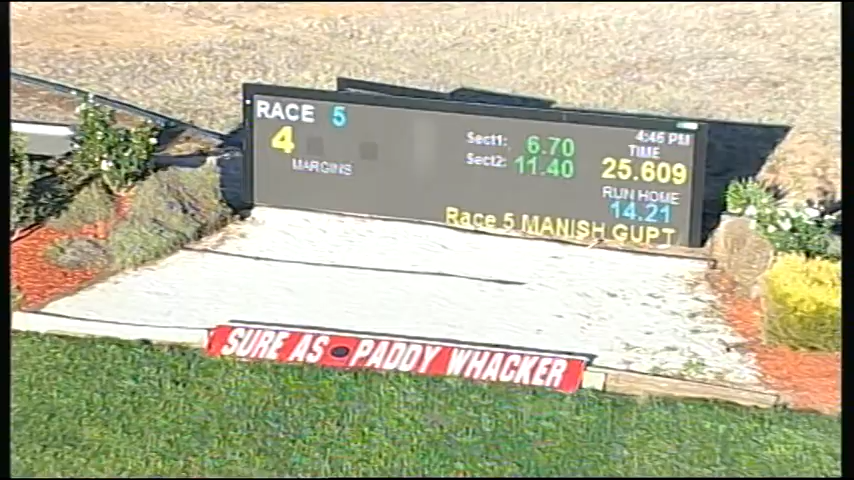 RACE 5
4:46 PM
4
Sect1: 6.70
TIME
MARGINS
Sect2: 11.40
25.609
RUN HOME
14.21
Race 5 MANISH GUPT
SURE AS PADDY WHACKER